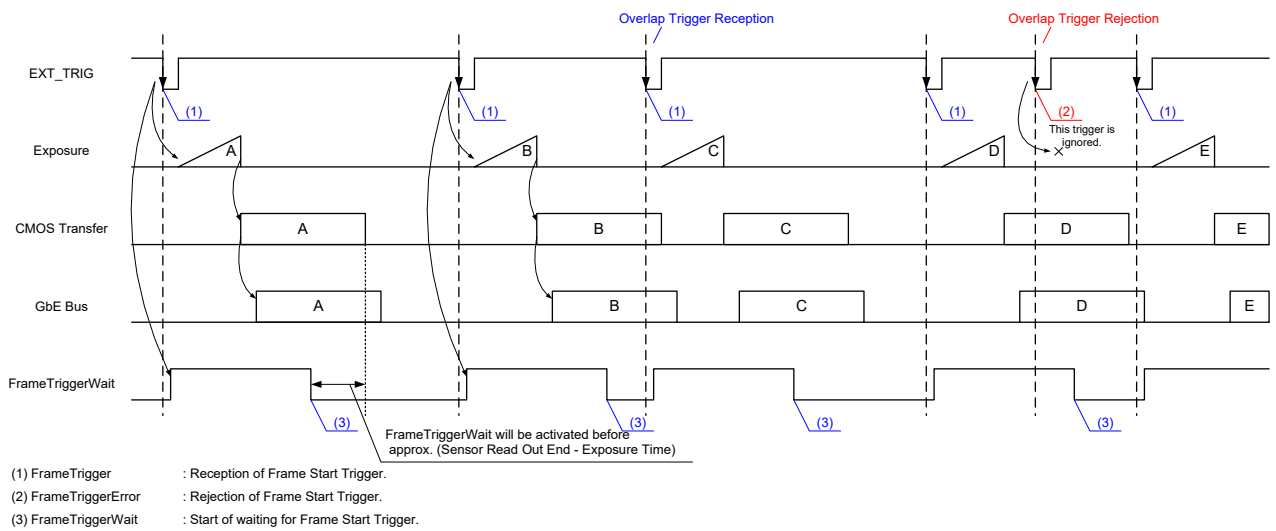 Overlap Trigger Reception
Overlap Trigger Rejection
EXT_TRIG
(1)
(1)
(1)
(1)
(2)
(1)
This trigger is
ignored.
Exposure
A
B
C
D
E
CMOS Transfer
A
B
C
D
E
GbE Bus
A
B
C
D
E
FrameTriggerWait
(3)
(3)
(3)
(3)
FrameTriggerWait will be activated before
approx. (Sensor Read Out End - Exposure Time)
(1) FrameTrigger : Reception of Frame Start Trigger.
(2) FrameTriggerError : Rejection of Frame Start Trigger.
(3) FrameTriggerWait : Start of waiting for Frame Start Trigger.